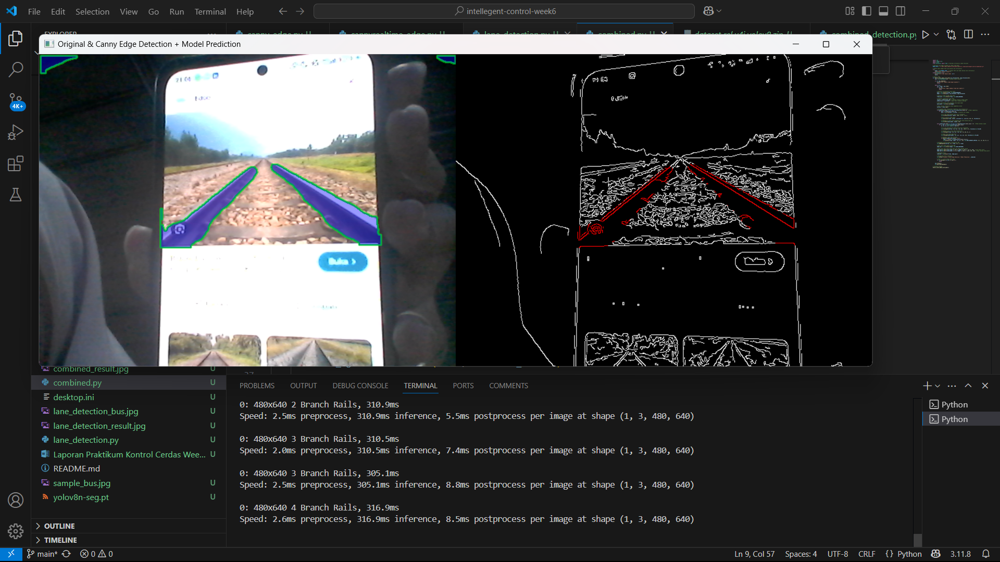 File Edit Selection View Go Run Terminal Help
intellegent-control-week6
Original & Canny Edge Detection + Model Prediction
21:01
4K+
combined_result.jpg U
combined.py U
desktop.ini U
lane_detection_bus.jpg U
lane_detection_result.jpg U
lane_detection.py U
Laporan Praktikum Kontrol Cerdas Wee... U
README.md
sample_bus.jpg U
yolov8n-seg.pt U
OUTLINE
TIMELINE
PROBLEMS OUTPUT DEBUG CONSOLE TERMINAL PORTS COMMENTS
0: 480x640 2 Branch Rails, 310.9ms
Speed: 2.5ms preprocess, 310.9ms inference, 5.5ms postprocess per image at shape (1, 3, 480, 640)
0: 480x640 3 Branch Rails, 310.5ms
Speed: 2.0ms preprocess, 310.5ms inference, 7.4ms postprocess per image at shape (1, 3, 480, 640)
0: 480x640 3 Branch Rails, 305.1ms
Speed: 2.5ms preprocess, 305.1ms inference, 8.8ms postprocess per image at shape (1, 3, 480, 640)
0: 480x640 4 Branch Rails, 316.9ms
Speed: 2.6ms preprocess, 316.9ms inference, 8.5ms postprocess per image at shape (1, 3, 480, 640)
Python
Python
main* 0 0
Ln 9, Col 57 Spaces: 4 UTF-8 CRLF {} Python 3.11.8